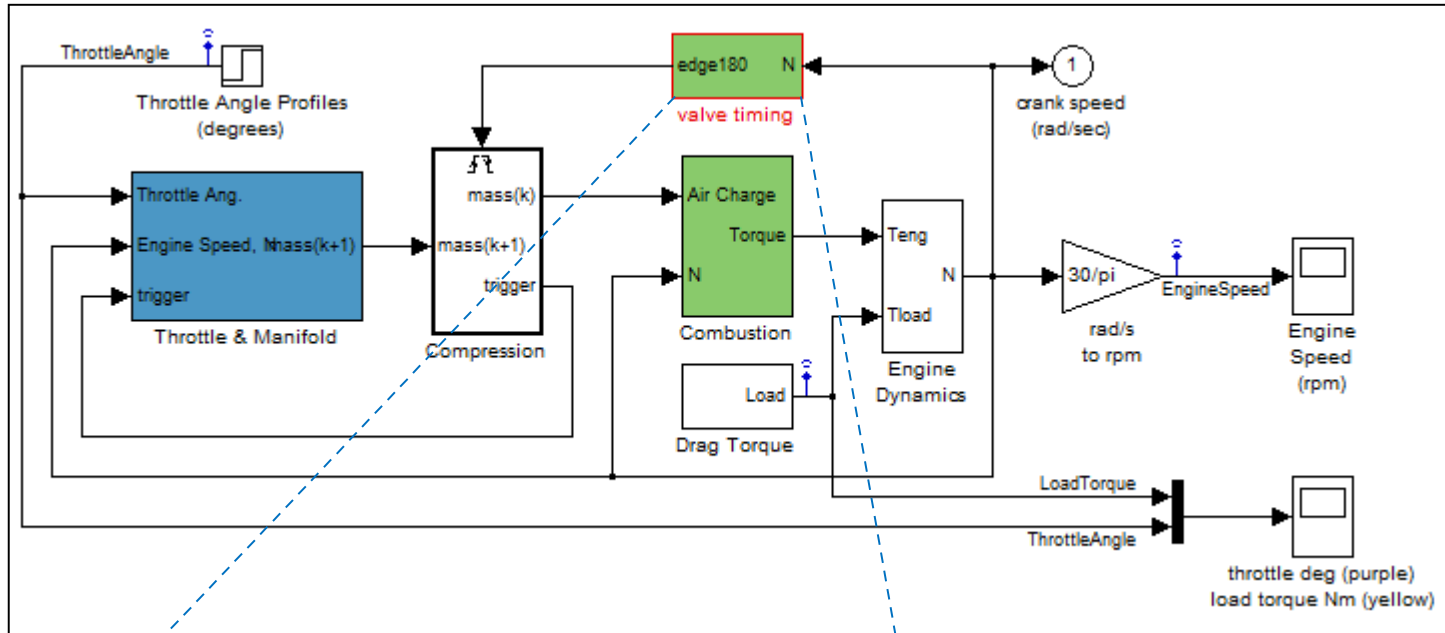 ThrottleAngle
Throttle Angle Profiles
(degrees)
edge180 N
valve timing
1
crank speed
(rad/sec)
Throttle Ang.
Engine Speed, N
mass(k+1)
trigger
Throttle & Manifold
mass(k)
mass(k+1)
trigger
Compression
Air Charge
Torque
N
Combustion
Teng
N
Tload
Engine
Dynamics
Load
Drag Torque
30/pi
rad/s
to rpm
EngineSpeed
Engine
Speed
(rpm)
LoadTorque
ThrottleAngle
throttle deg (purple)
load torque Nm (yellow)